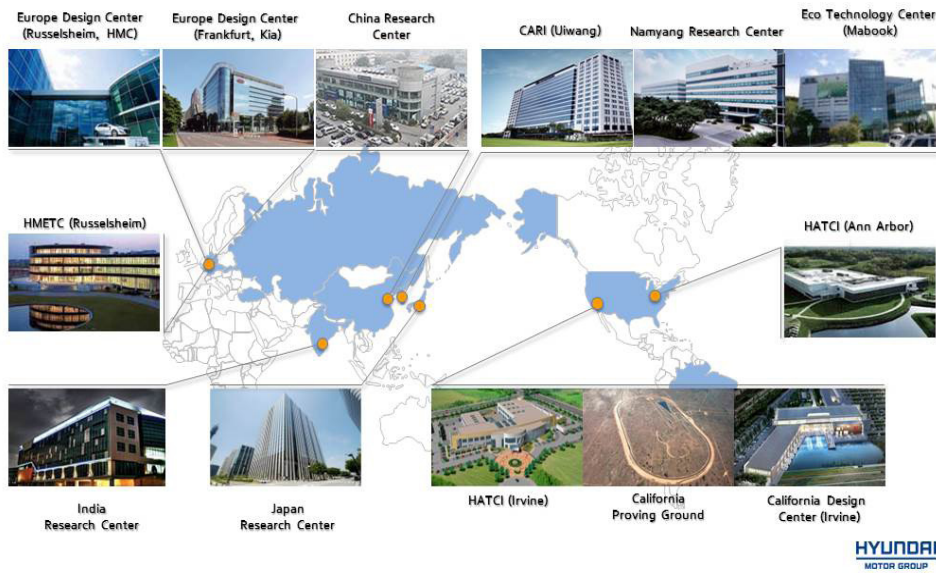 Europe Design Center
(Russelsheim, HMC)
Europe Design Center
(Frankfurt, Kia)
China Research
Center
CARI (Uiwang)
Namyang Research Center
Eco Technology Center
(Mabook)
HMETC (Russelsheim)
HATCI (Ann Arbor)
India
Research Center
Japan
Research Center
HATCI (Irvine)
California
Proving Ground
California Design
Center (Irvine)
HYUNDAI
MOTOR GROUP